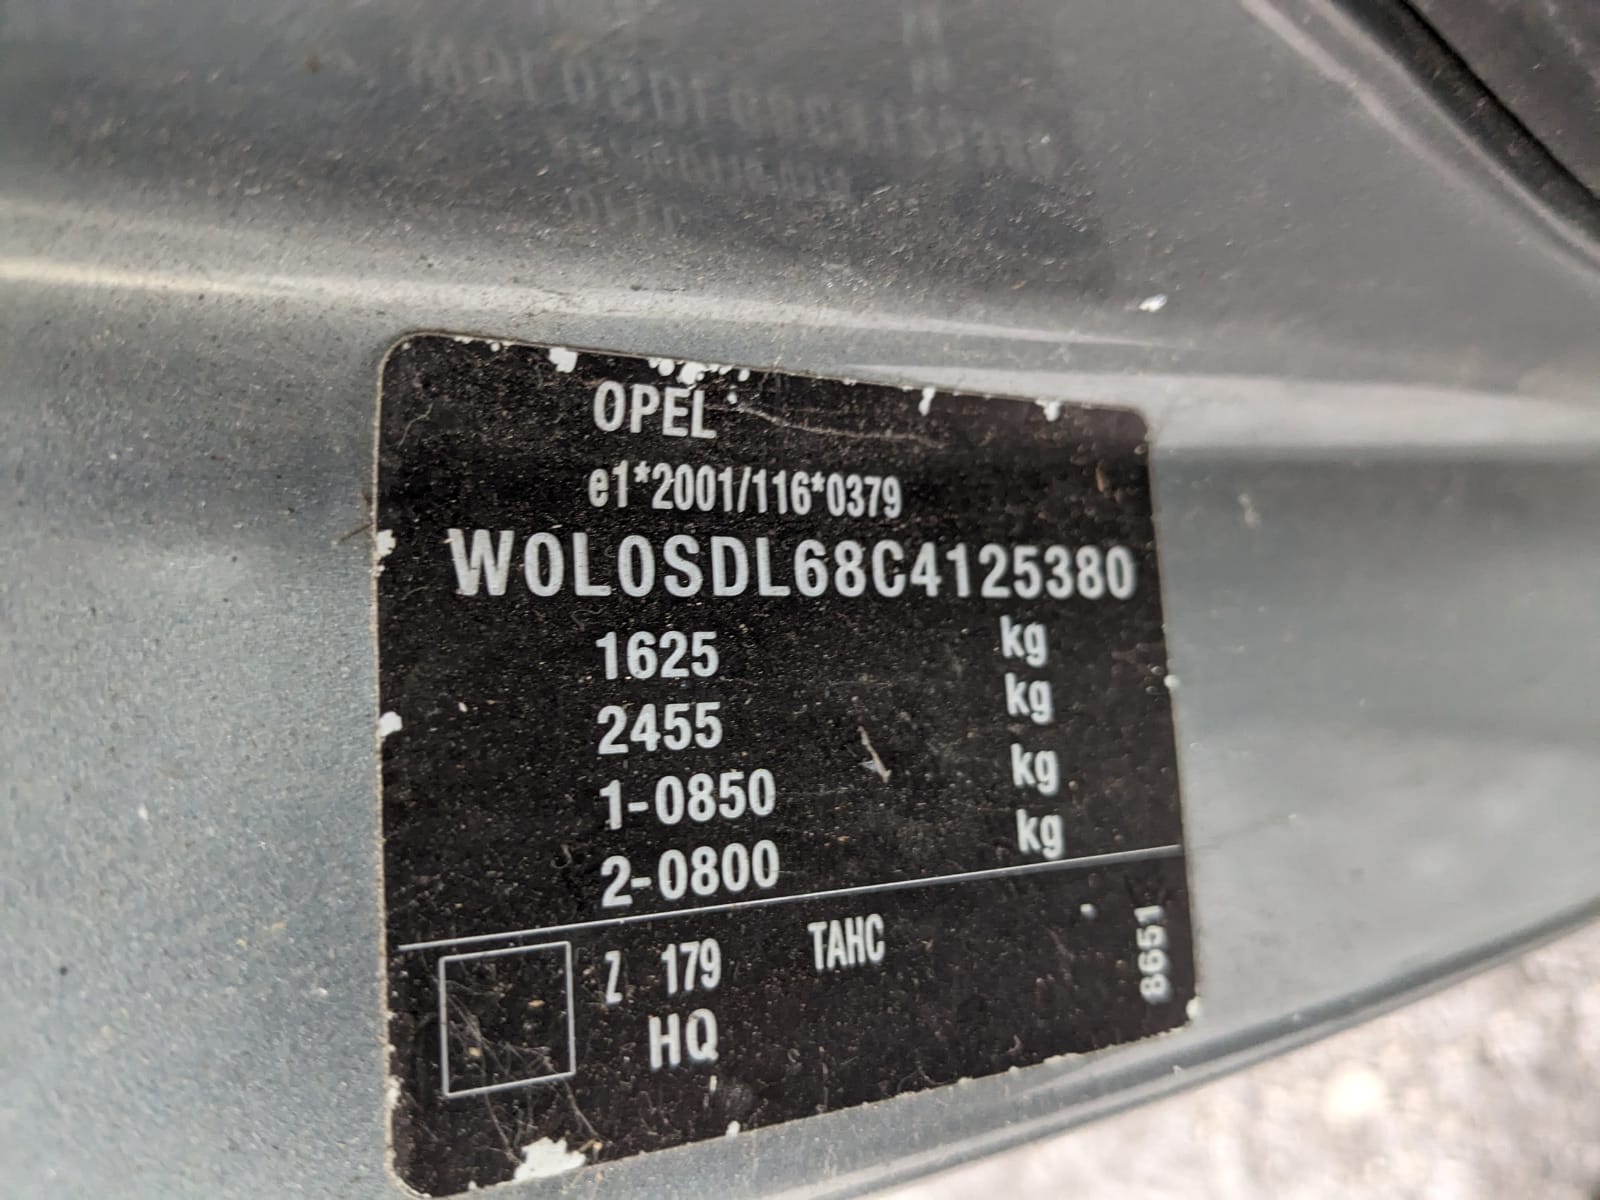 OPEL
e1*2001/116*0379
W0L0SDL68C4125380
1625 kg
2455 kg
1-0850 kg
2-0800 kg
Z 179 TAHC
HQ
8651